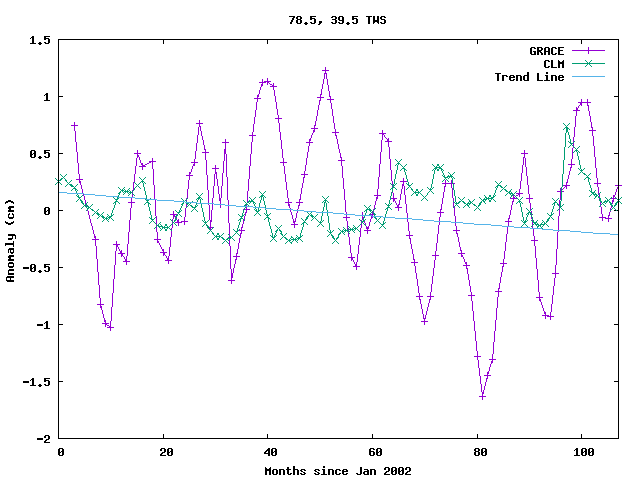 78.5, 39.5 TWS
GRACE
CLM
Trend Line
1.5
1
0.5
0
-0.5
-1
-1.5
-2
Anomaly (cm)
0 20 40 60 80 100
Months since Jan 2002